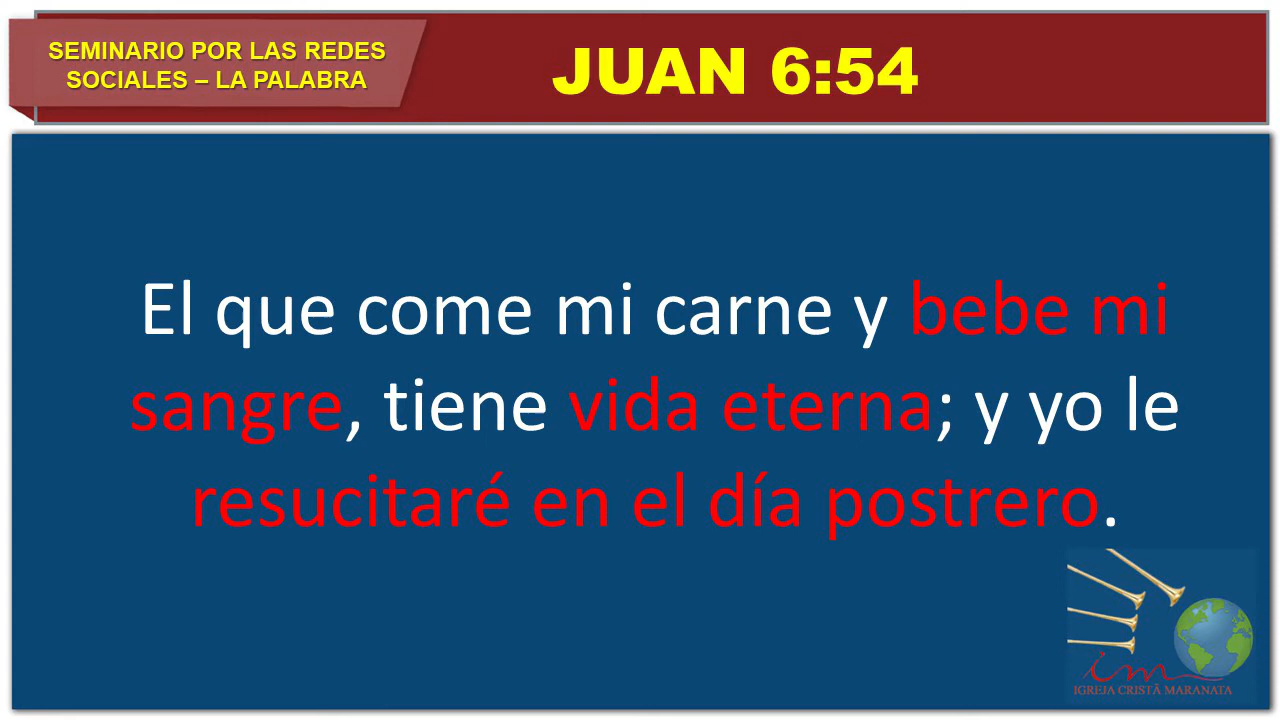 SEMINARIO POR LAS REDES
SOCIALES – LA PALABRA
JUAN 6:54
El que come mi carne y bebe mi
sangre, tiene vida eterna; y yo le
resucitaré en el día postrero.
im
IGREJA CRISTÃ MARANATA